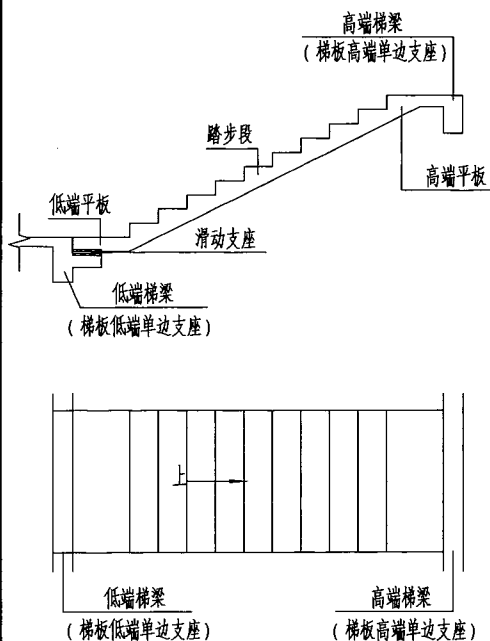 高端梯梁
(梯板高端单边支座)
踏步段
高端平板
低端平板
滑动支座
低端梯梁
(梯板低端单边支座)
上
低端梯梁
(梯板低端单边支座)
高端梯梁
(梯板高端单边支座)